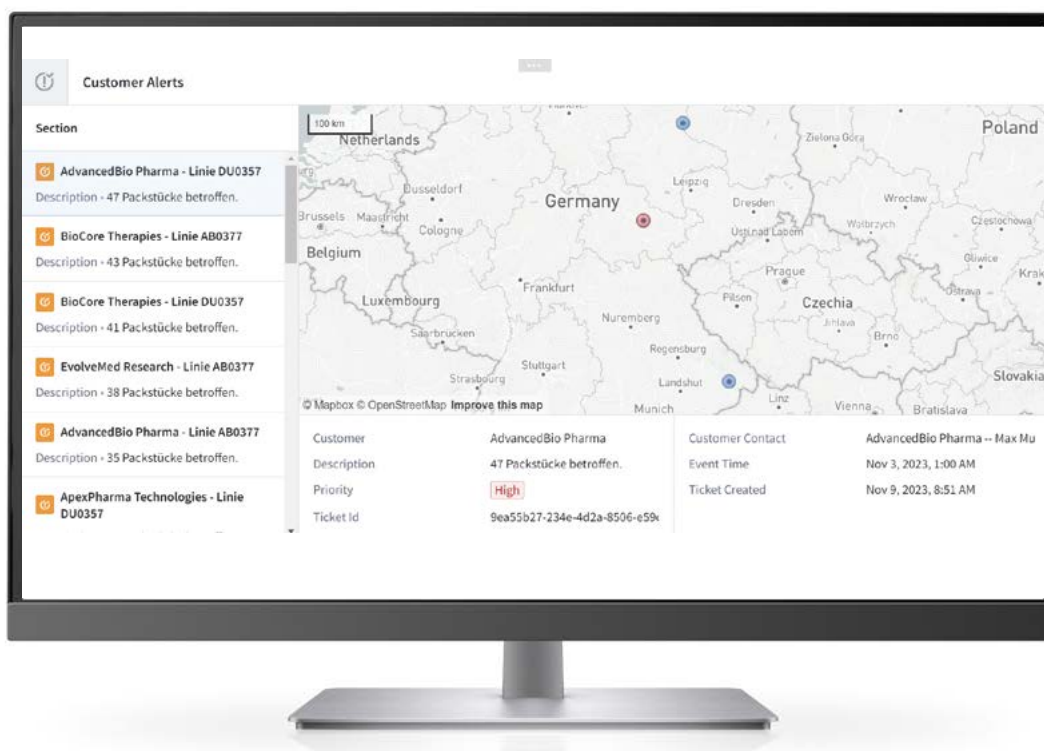 Customer Alerts
Section
AdvancedBio Pharma - Linie DU0357
Description • 47 Packstücke betroffen.
BioCore Therapies - Linie AB0377
Description • 43 Packstücke betroffen.
BioCore Therapies - Linie DU0357
Description • 41 Packstücke betroffen.
EvolveMed Research - Linie AB0377
Description • 38 Packstücke betroffen.
AdvancedBio Pharma - Linie AB0377
Description • 35 Packstücke betroffen.
ApexPharma Technologies - Linie
DU0357
100 km
Netherlands
Zielona Góra
Poland
Dusseldorf
Leipzig
Germany
Dresden
Wroclaw
Brussels
Maastricht
Cologne
Usti nad Labem
Walbrzych
Czestochowa
Belgium
Gliwice
Prague
Krak
Frankfurt
Ostrava
Luxembourg
Pilsen
Czechia
Nuremberg
Jihlava
Saarbrücken
Brno
Regensburg
Stuttgart
Slovakia
Strasbourg
Landshut
Linz
Munich
Vienna
Bratislava
© Mapbox © OpenStreetMap Improve this map
Customer AdvancedBio Pharma
Description 47 Packstücke betroffen.
Priority High
Ticket Id 9ea55b27-234e-4d2a-8506-e59
Customer Contact AdvancedBio Pharma -- Max Mu
Event Time Nov 3, 2023, 1:00 AM
Ticket Created Nov 9, 2023, 8:51 AM